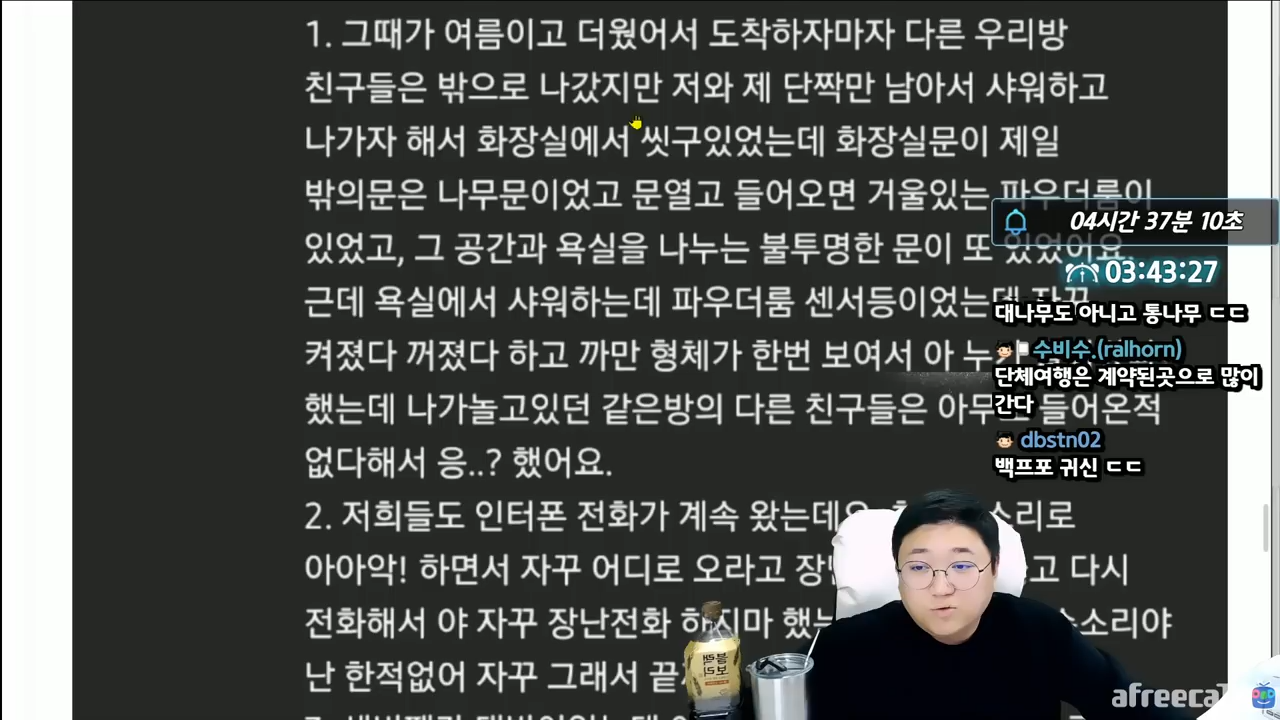 1. 그때가 여름이고 더웠어서 도착하자마자 다른 우리방
친구들은 밖으로 나갔지만 저와 제 단짝만 남아서 샤워하고
나가자 해서 화장실에서 씻구있었는데 화장실문이 제일
밖의문은 나무문이었고 문열고 들어오면 거울있는 파우더룸이
있었고, 그 공간과 욕실을 나누는 불투명한 문이 또 있었어요.
근데 욕실에서 샤워하는데 파우더룸 센서등이었는데 자꾸
켜졌다 꺼졌다 하고 까만 형체가 한번 보여서 아
했는데 나가놀고있던 같은방의 다른 친구들은 들어온적
없다해서 응..? 했어요.
2. 저희들도 인터폰 전화가 계속 왔는데
아아악! 하면서 자꾸 어디로 오라고 다시
전화해서 야 자꾸 장난전화 하지마
난 한적없어 자꾸 그래서
04시간 37분 10초
03:43:27
대나무도 아니고 통나무 ㄷㄷ
수비수.(ralhorn)
단체여행은 계약된곳으로 많이
간다
dbstn02
백프포 귀신 ㄷㄷ
블랙
보리